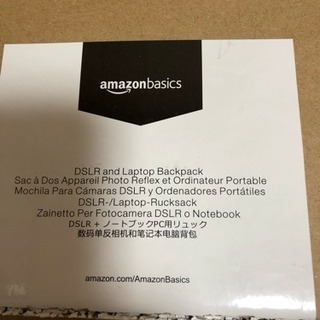 amazonbasics
DSLR and Laptop Backpack
Sac à Dos Appareil Photo Reflex et Ordinateur Portable
Mochila Para Cámaras DSLR y Ordenadores Portátiles
DSLR-/Laptop-Rucksack
Zainetto Per Fotocamera DSLR o Notebook
DSLR + ノートブックPC用リュック
数码单反相机和笔记本电脑背包
amazon.com/AmazonBasics